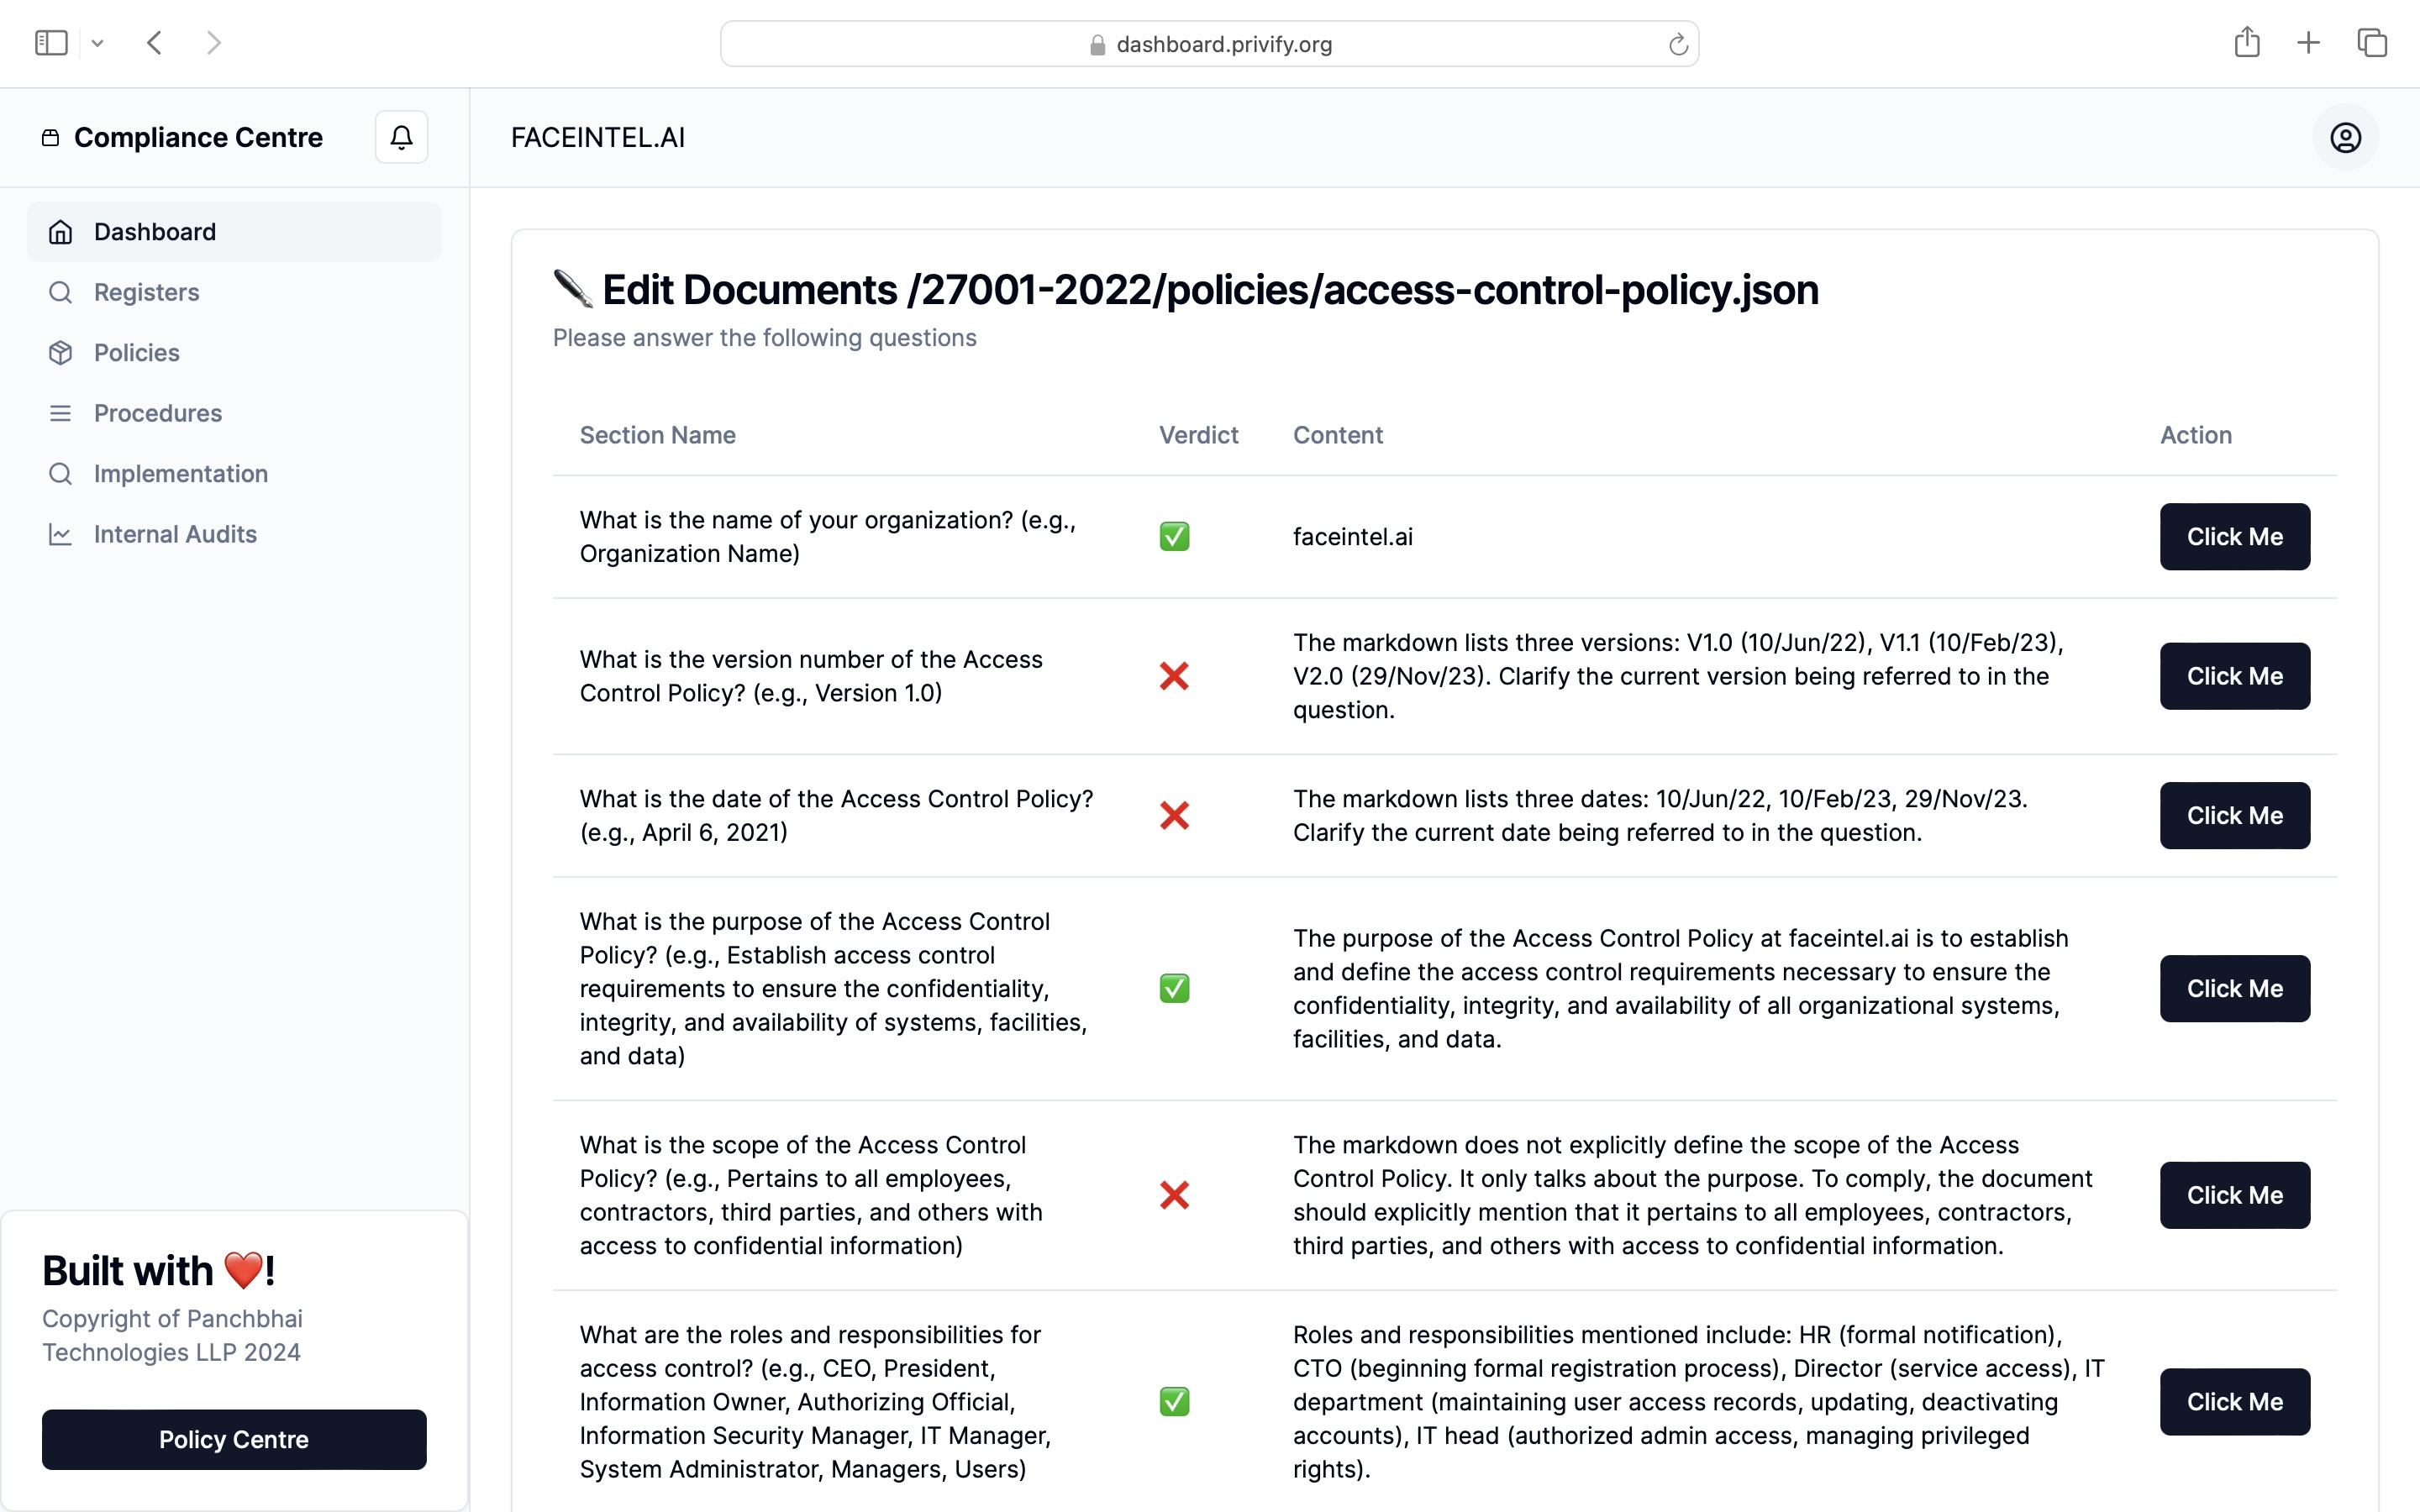 dashboard.privify.org
Compliance Centre
FACEINTEL.AI
Dashboard
Registers
Policies
Procedures
Implementation
Internal Audits
Built with ❤️!
Copyright of Panchbhai
Technologies LLP 2024
Policy Centre
Edit Documents /27001-2022/policies/access-control-policy.json
Please answer the following questions
Section Name
Verdict
Content
Action
What is the name of your organization? (e.g.,
Organization Name)
✅
faceintel.ai
Click Me
What is the version number of the Access
Control Policy? (e.g., Version 1.0)
❌
The markdown lists three versions: V1.0 (10/Jun/22), V1.1 (10/Feb/23),
V2.0 (29/Nov/23). Clarify the current version being referred to in the
question.
Click Me
What is the date of the Access Control Policy?
(e.g., April 6, 2021)
❌
The markdown lists three dates: 10/Jun/22, 10/Feb/23, 29/Nov/23.
Clarify the current date being referred to in the question.
Click Me
What is the purpose of the Access Control
Policy? (e.g., Establish access control
requirements to ensure the confidentiality,
integrity, and availability of systems, facilities,
and data)
✅
The purpose of the Access Control Policy at faceintel.ai is to establish
and define the access control requirements necessary to ensure the
confidentiality, integrity, and availability of all organizational systems,
facilities, and data.
Click Me
What is the scope of the Access Control
Policy? (e.g., Pertains to all employees,
contractors, third parties, and others with
access to confidential information)
❌
The markdown does not explicitly define the scope of the Access
Control Policy. It only talks about the purpose. To comply, the document
should explicitly mention that it pertains to all employees, contractors,
third parties, and others with access to confidential information.
Click Me
What are the roles and responsibilities for
access control? (e.g., CEO, President,
Information Owner, Authorizing Official,
Information Security Manager, IT Manager,
System Administrator, Managers, Users)
✅
Roles and responsibilities mentioned include: HR (formal notification),
CTO (beginning formal registration process), Director (service access), IT
department (maintaining user access records, updating, deactivating
accounts), IT head (authorized admin access, managing privileged
rights).
Click Me